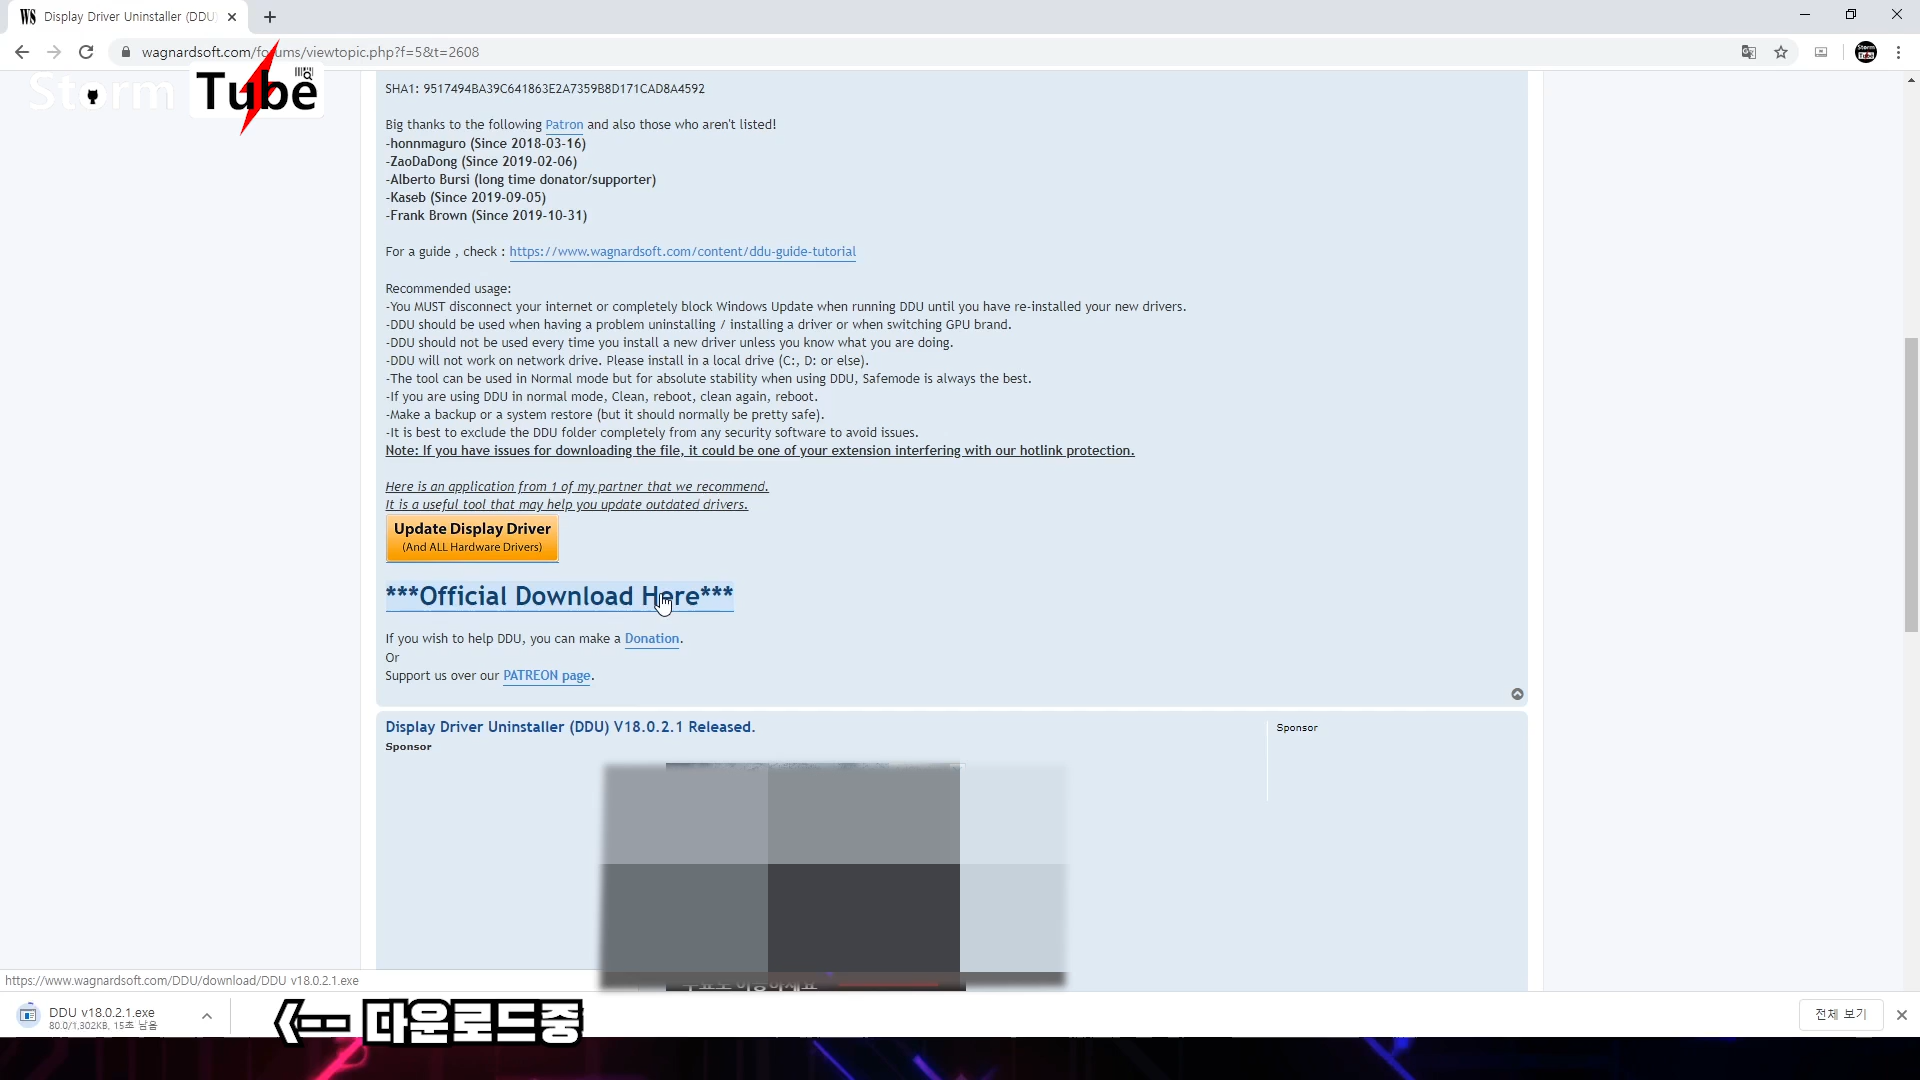 Display Driver Uninstaller (DDU)
wagnardsoft.com/forums/viewtopic.php?f=5&t=2608
Storm Tube
SHA1: 9517494BA39C641863E2A7359B8D171CAD8A4592
Big thanks to the following Patron and also those who aren't listed!
-honnmaguro (Since 2018-03-16)
-ZaoDaDong (Since 2019-02-06)
-Alberto Bursi (long time donator/supporter)
-Kaseb (Since 2019-09-05)
-Frank Brown (Since 2019-10-31)
For a guide , check : https://www.wagnardsoft.com/content/ddu-guide-tutorial
Recommended usage:
-You MUST disconnect your internet or completely block Windows Update when running DDU until you have re-installed your new drivers.
-DDU should be used when having a problem uninstalling / installing a driver or when switching GPU brand.
-DDU should not be used every time you install a new driver unless you know what you are doing.
-DDU will not work on network drive. Please install in a local drive (C:, D: or else).
-The tool can be used in Normal mode but for absolute stability when using DDU, Safemode is always the best.
-If you are using DDU in normal mode, Clean, reboot, clean again, reboot.
-Make a backup or a system restore (but it should normally be pretty safe).
-It is best to exclude the DDU folder completely from any security software to avoid issues.
Note: If you have issues for downloading the file, it could be one of your extension interfering with our hotlink protection.
Here is an application from 1 of my partner that we recommend.
It is a useful tool that may help you update outdated drivers.
Update Display Driver
(And ALL Hardware Drivers)
***Official Download Here***
If you wish to help DDU, you can make a Donation.
Or
Support us over our PATREON page.
Display Driver Uninstaller (DDU) V18.0.2.1 Released.
Sponsor
Sponsor
https://www.wagnardsoft.com/DDU/download/DDU v18.0.2.1.exe
DDU v18.0.2.1.exe
80.0/1,302KB, 15초 남음
다운로드중
전체 보기